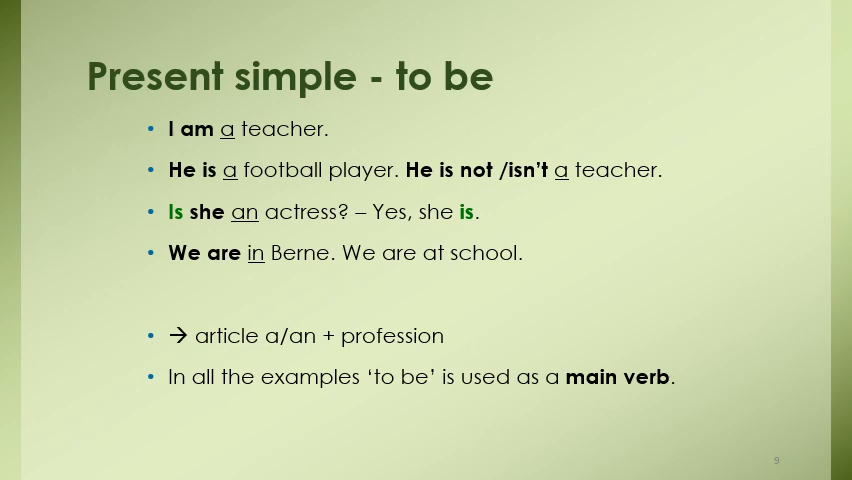 Present simple - to be
• I am a teacher.
• He is a football player. He is not /isn’t a teacher.
• Is she an actress? – Yes, she is.
• We are in Berne. We are at school.
• → article a/an + profession
• In all the examples ‘to be’ is used as a main verb.
9